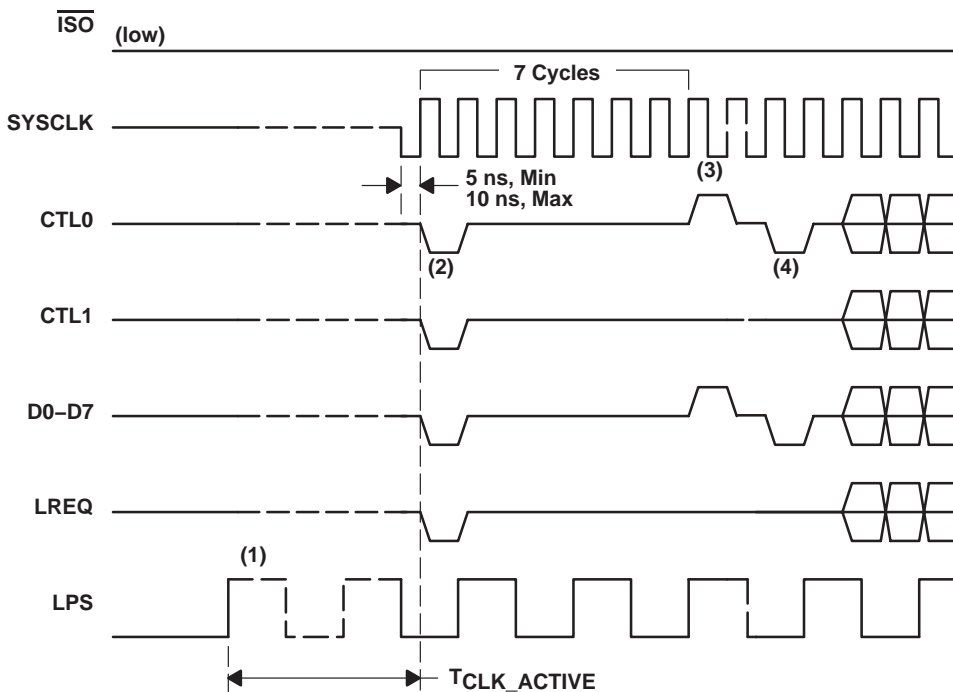 ISO
(low)
7 Cycles
SYSCLK
(3)
5 ns, Min
10 ns, Max
CTL0
(2)
(4)
CTL1
D0–D7
LREQ
(1)
LPS
TCLK_ACTIVE